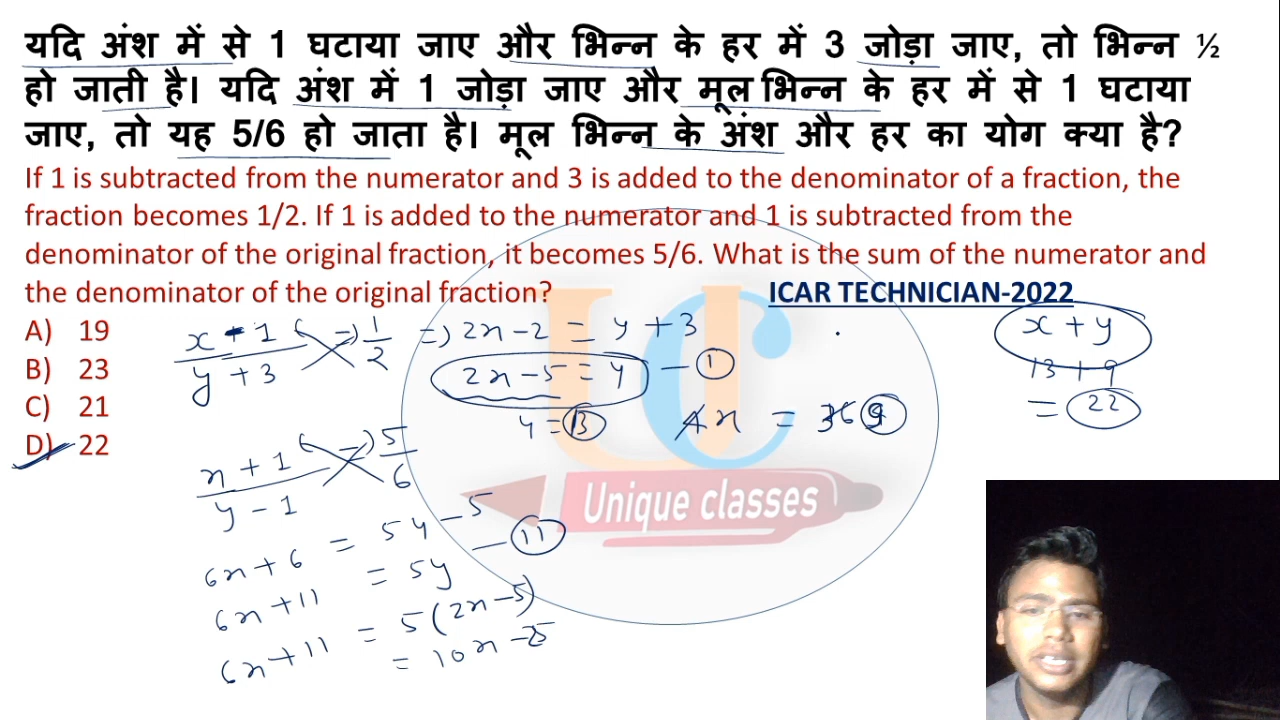 यदि अंश में से 1 घटाया जाए और भिन्न के हर में 3 जोड़ा जाए, तो भिन्न ½
हो जाती है। यदि अंश में 1 जोड़ा जाए और मूल भिन्न के हर में से 1 घटाया
जाए, तो यह 5/6 हो जाता है। मूल भिन्न के अंश और हर का योग क्या है?
If 1 is subtracted from the numerator and 3 is added to the denominator of a fraction, the
fraction becomes 1/2. If 1 is added to the numerator and 1 is subtracted from the
denominator of the original fraction, it becomes 5/6. What is the sum of the numerator and
the denominator of the original fraction? ICAR TECHNICIAN-2022
A) 19
B) 23
C) 21
D) 22
x - 1 / y + 3 => 1/2 => 2x - 2 = y + 3
2x - 5 = y — 1
y = 13
4x = 36 9
x + y
13 + 9
= 22
x + 1 / y - 1 => 5/6
6x + 6 = 5y - 5
6x + 11 = 5y — 11
6x + 11 = 5(2x - 5)
= 10x - 25
UC
Unique classes